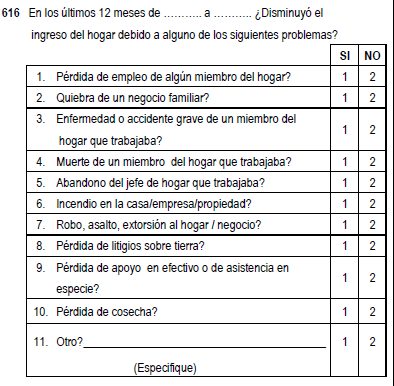 616 En los últimos 12 meses de ……….. a ……….. ¿Disminuyó el
ingreso del hogar debido a alguno de los siguientes problemas?
SI NO
1. Pérdida de empleo de algún miembro del hogar? 1 2
2. Quiebra de un negocio familiar? 1 2
3. Enfermedad o accidente grave de un miembro del
hogar que trabajaba? 1 2
4. Muerte de un miembro del hogar que trabajaba? 1 2
5. Abandono del jefe de hogar que trabajaba? 1 2
6. Incendio en la casa/empresa/propiedad? 1 2
7. Robo, asalto, extorsión al hogar / negocio? 1 2
8. Pérdida de litigios sobre tierra? 1 2
9. Pérdida de apoyo en efectivo o de asistencia en
especie? 1 2
10. Pérdida de cosecha? 1 2
11. Otro?____________________________________ 1 2
(Especifique)